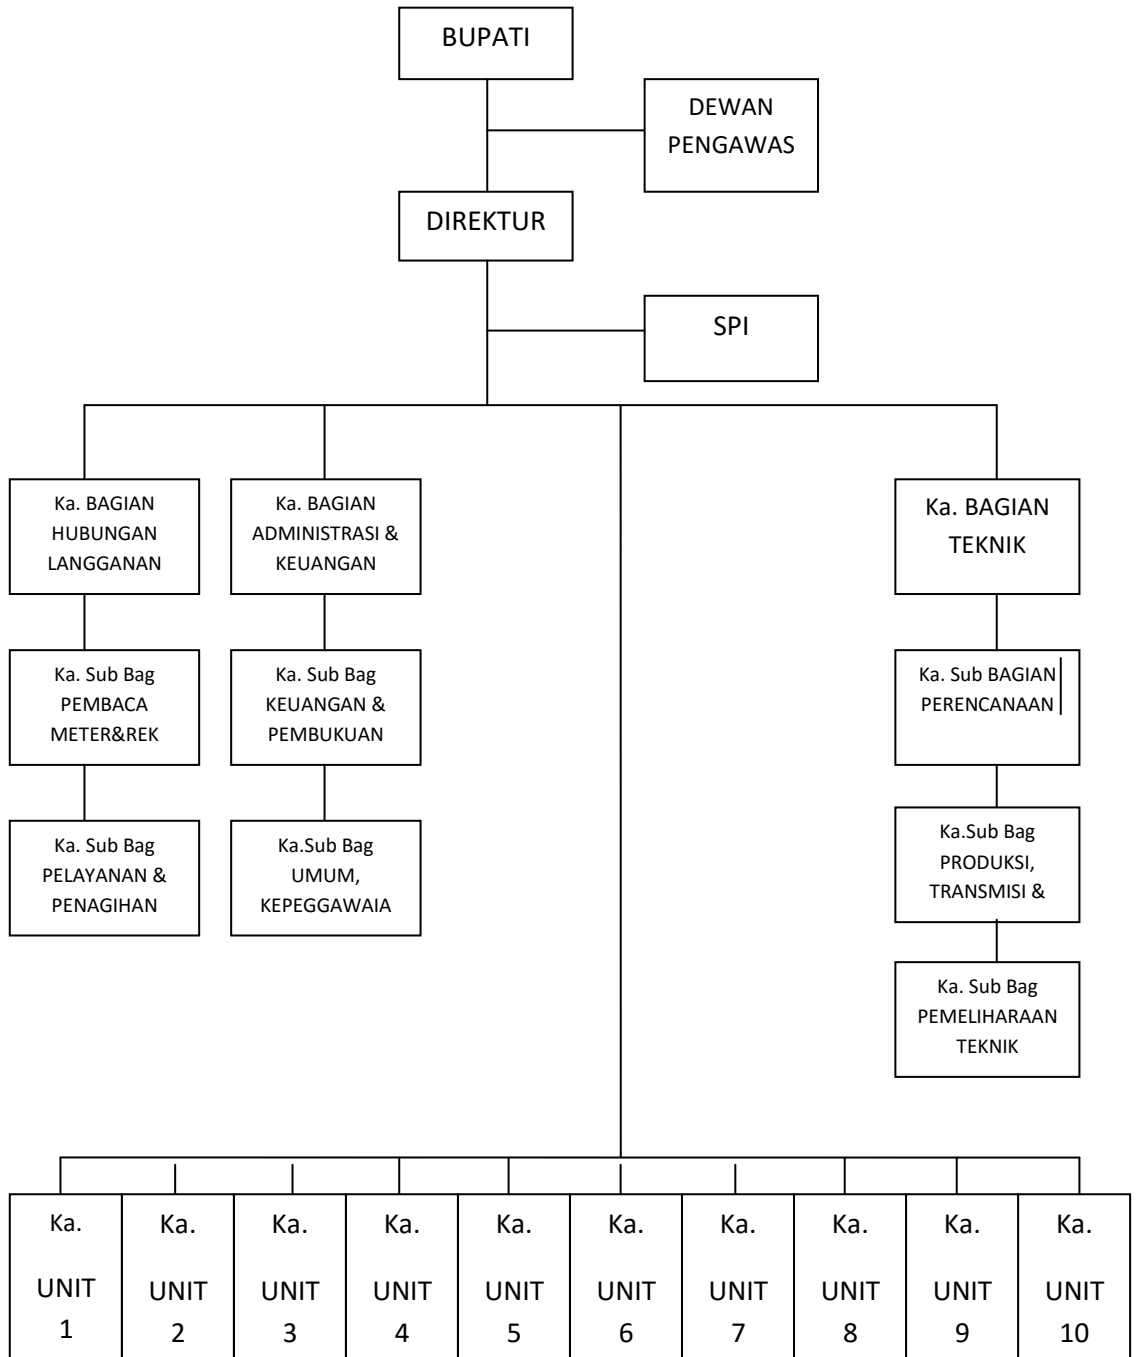 BUPATI
DEWAN
PENGAWAS
DIREKTUR
SPI
Ka. BAGIAN
HUBUNGAN
LANGGANAN
Ka. BAGIAN
ADMINISTRASI &
KEUANGAN
Ka. BAGIAN
TEKNIK
Ka. Sub Bag
PEMBACA
METER&REK
Ka. Sub Bag
KEUANGAN &
PEMBUKUAN
Ka. Sub BAGIAN
PERENCANAAN
Ka. Sub Bag
PELAYANAN &
PENAGIHAN
Ka.Sub Bag
UMUM,
KEPEGGAWAIA
Ka.Sub Bag
PRODUKSI,
TRANSMISI &
Ka. Sub Bag
PEMELIHARAAN
TEKNIK
Ka.
UNIT
1
Ka.
UNIT
2
Ka.
UNIT
3
Ka.
UNIT
4
Ka.
UNIT
5
Ka.
UNIT
6
Ka.
UNIT
7
Ka.
UNIT
8
Ka.
UNIT
9
Ka.
UNIT
10